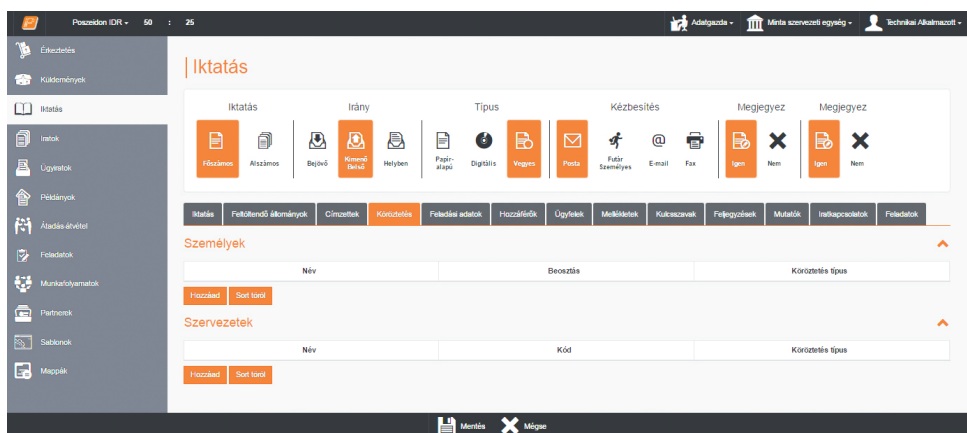 Poszeidon IDR
50 : 25
Adatgazda
Minta szervezeti egység
Technikai Alkalmazott
Érkeztetés
Küldemények
Iktatás
Iratok
Ügyiratok
Példányok
Átadás-átvétel
Feladatok
Munkafolyamatok
Partnerek
Sablonok
Mappák
Iktatás
Iktatás Irány Típus Kézbesítés Megjegyez Megjegyez
Főszámos Alszámos Bejövő Kimenő Belső Helyben Papír-alapú Digitális Vegyes Posta Futár Személyes E-mail Fax Igen Nem Igen Nem
Iktatás Feltöltendő állományok Címzettek Köröztetés Feladási adatok Hozzáférők Ügyfelek Mellékletek Kulcsszavak Feljegyzések Mutatók Iratkapcsolatok Feladatok
Személyek
Név Beosztás Köröztetés típus
Hozzáad Sort töröl
Szervezetek
Név Kód Köröztetés típus
Hozzáad Sort töröl
Mentés Mégse